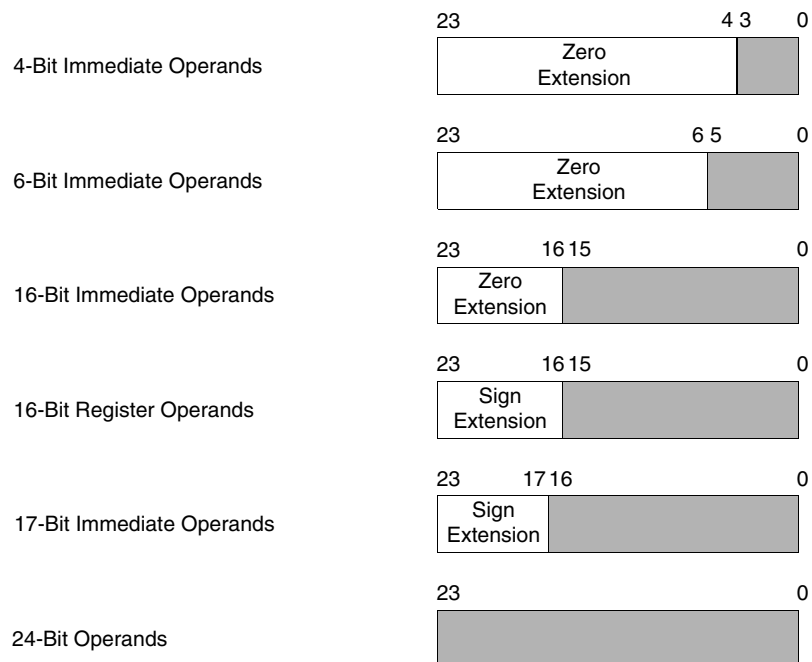 23 4 3 0
4-Bit Immediate Operands
Zero
Extension
23 6 5 0
6-Bit Immediate Operands
Zero
Extension
23 16 15 0
16-Bit Immediate Operands
Zero
Extension
23 16 15 0
16-Bit Register Operands
Sign
Extension
23 17 16 0
17-Bit Immediate Operands
Sign
Extension
23 0
24-Bit Operands